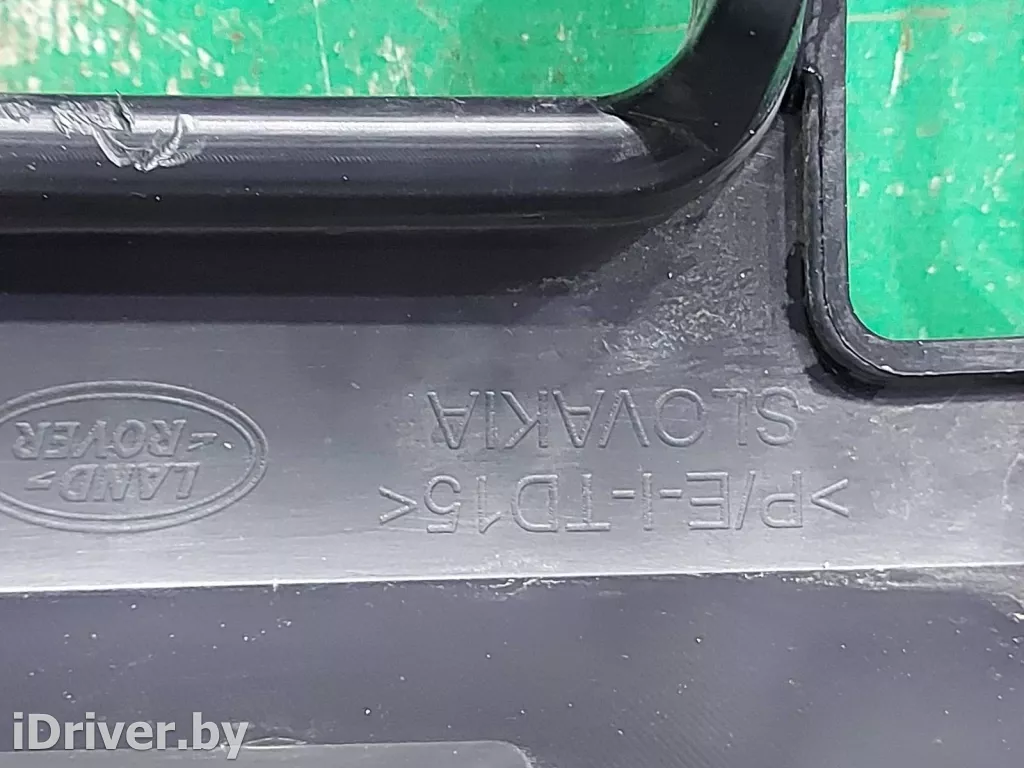 >P/E-I-TD15<
SLOVAKIA
LAND
ROVER
iDriver.by